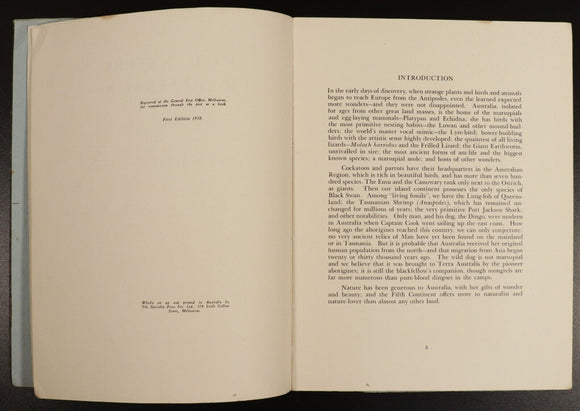 Registered at the General Post Office, Melbourne,
for transmission through the post as a book.
First Edition 1938.
Wholly set up and printed in Australia by
The Specialty Press Pty. Ltd., 174 Little Collins
Street, Melbourne.
INTRODUCTION
In the early days of discovery, when strange plants and birds and animals
began to reach Europe from the Antipodes, even the learned expected
more wonders—and they were not disappointed. Australia, isolated
for ages from other great land masses, is the home of the marsupials
and egg-laying mammals—Platypus and Echidna; she has birds with
the most primitive nesting habits—the Lowan and other mound-buil-
ders; the world's master vocal mimic—the Lyre-bird; bower-building
birds with the artistic sense highly developed; the quaintest of all living
lizards—Moloch horridus and the Frilled Lizard; the Giant Earthworm,
unrivalled in size; the most ancient forms of ant-life and the biggest
known species; a marsupial mole; and hosts of other wonders.
Cockatoos and parrots have their headquarters in the Australian
Region, which is rich in beautiful birds, and has more than seven hun-
dred species. The Emu and the Cassowary rank only next to the Ostrich,
as giants. Then our island continent possesses the only species of
Black Swan. Among "living fossils", we have the Lung-fish of Queens-
land; the Tasmanian Shrimp (Anaspides), which has remained un-
changed for millions of years; the very primitive Port Jackson Shark;
and other notabilities. Only man, and his dog, the Dingo, were modern
in Australia when Captain Cook went sailing up the east coast. How
long ago the aborigines reached this country, we can only conjecture:
no very ancient relics of Man have yet been found on the mainland
or in Tasmania. But it is probable that Australia received her original
human population from the north—and that migration from Asia began
twenty or thirty thousand years ago. The wild dog is not marsupial
and we believe that it was brought to Terra Australis by the pioneer
aborigines; it is still the blackfellow's companion, though mongrels are
far more numerous than pure-blood dingoes in the camps.
Nature has been generous to Australia, with her gifts of wonder
and beauty; and the Fifth Continent offers more to naturalist and
nature-lover than almost any other land.
5